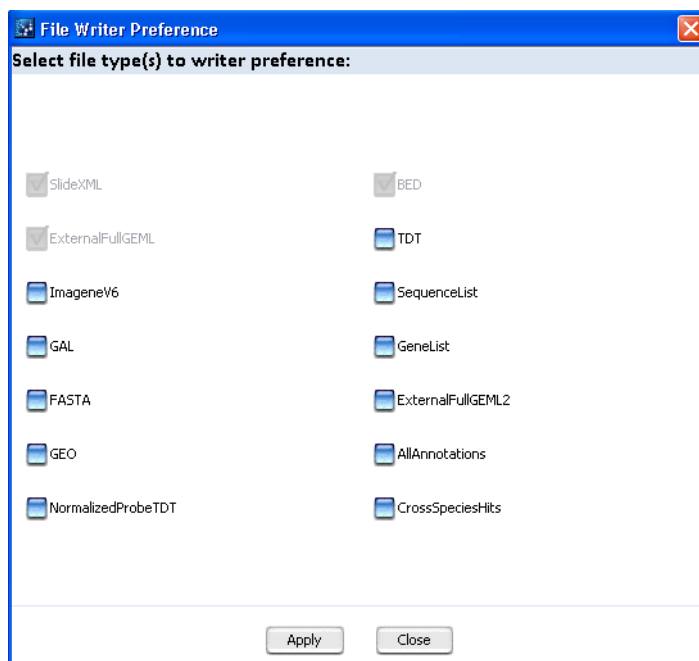 File Writer Preference
Select file type(s) to writer preference:
SlideXML
BED
ExternalFullGEML
TDT
ImageneV6
SequenceList
GAL
GeneList
FASTA
ExternalFullGEML2
GEO
AllAnnotations
NormalizedProbeTDT
CrossSpeciesHits
Apply
Close